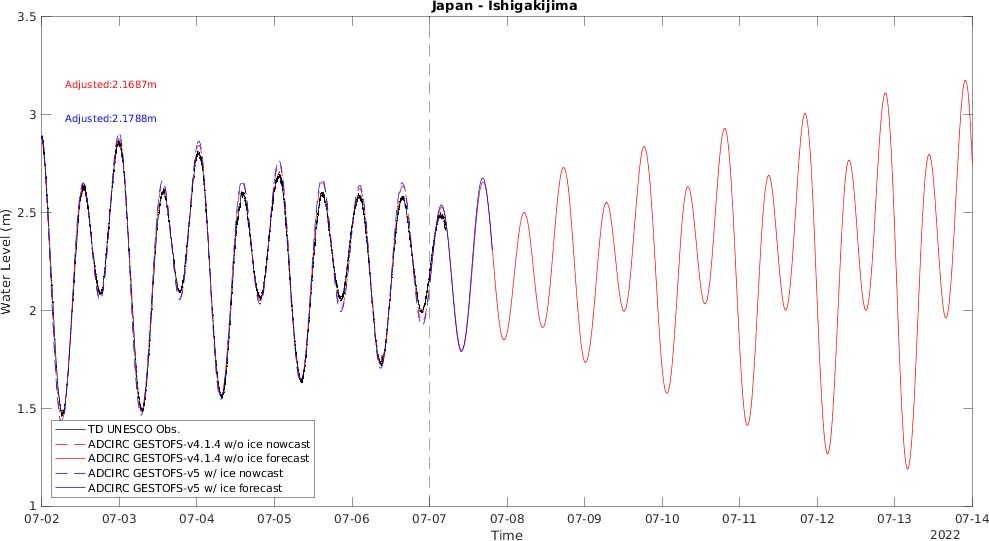 Japan - Ishigakijima
3.5
3
2.5
2
1.5
1
Water Level (m)
Adjusted:2.1687m
Adjusted:2.1788m
TD UNESCO Obs.
ADCIRC GESTOFS-v4.1.4 w/o ice nowcast
ADCIRC GESTOFS-v4.1.4 w/o ice forecast
ADCIRC GESTOFS-v5 w/ ice nowcast
ADCIRC GESTOFS-v5 w/ ice forecast
07-02 07-03 07-04 07-05 07-06 07-07 07-08 07-09 07-10 07-11 07-12 07-13 07-14
Time
2022